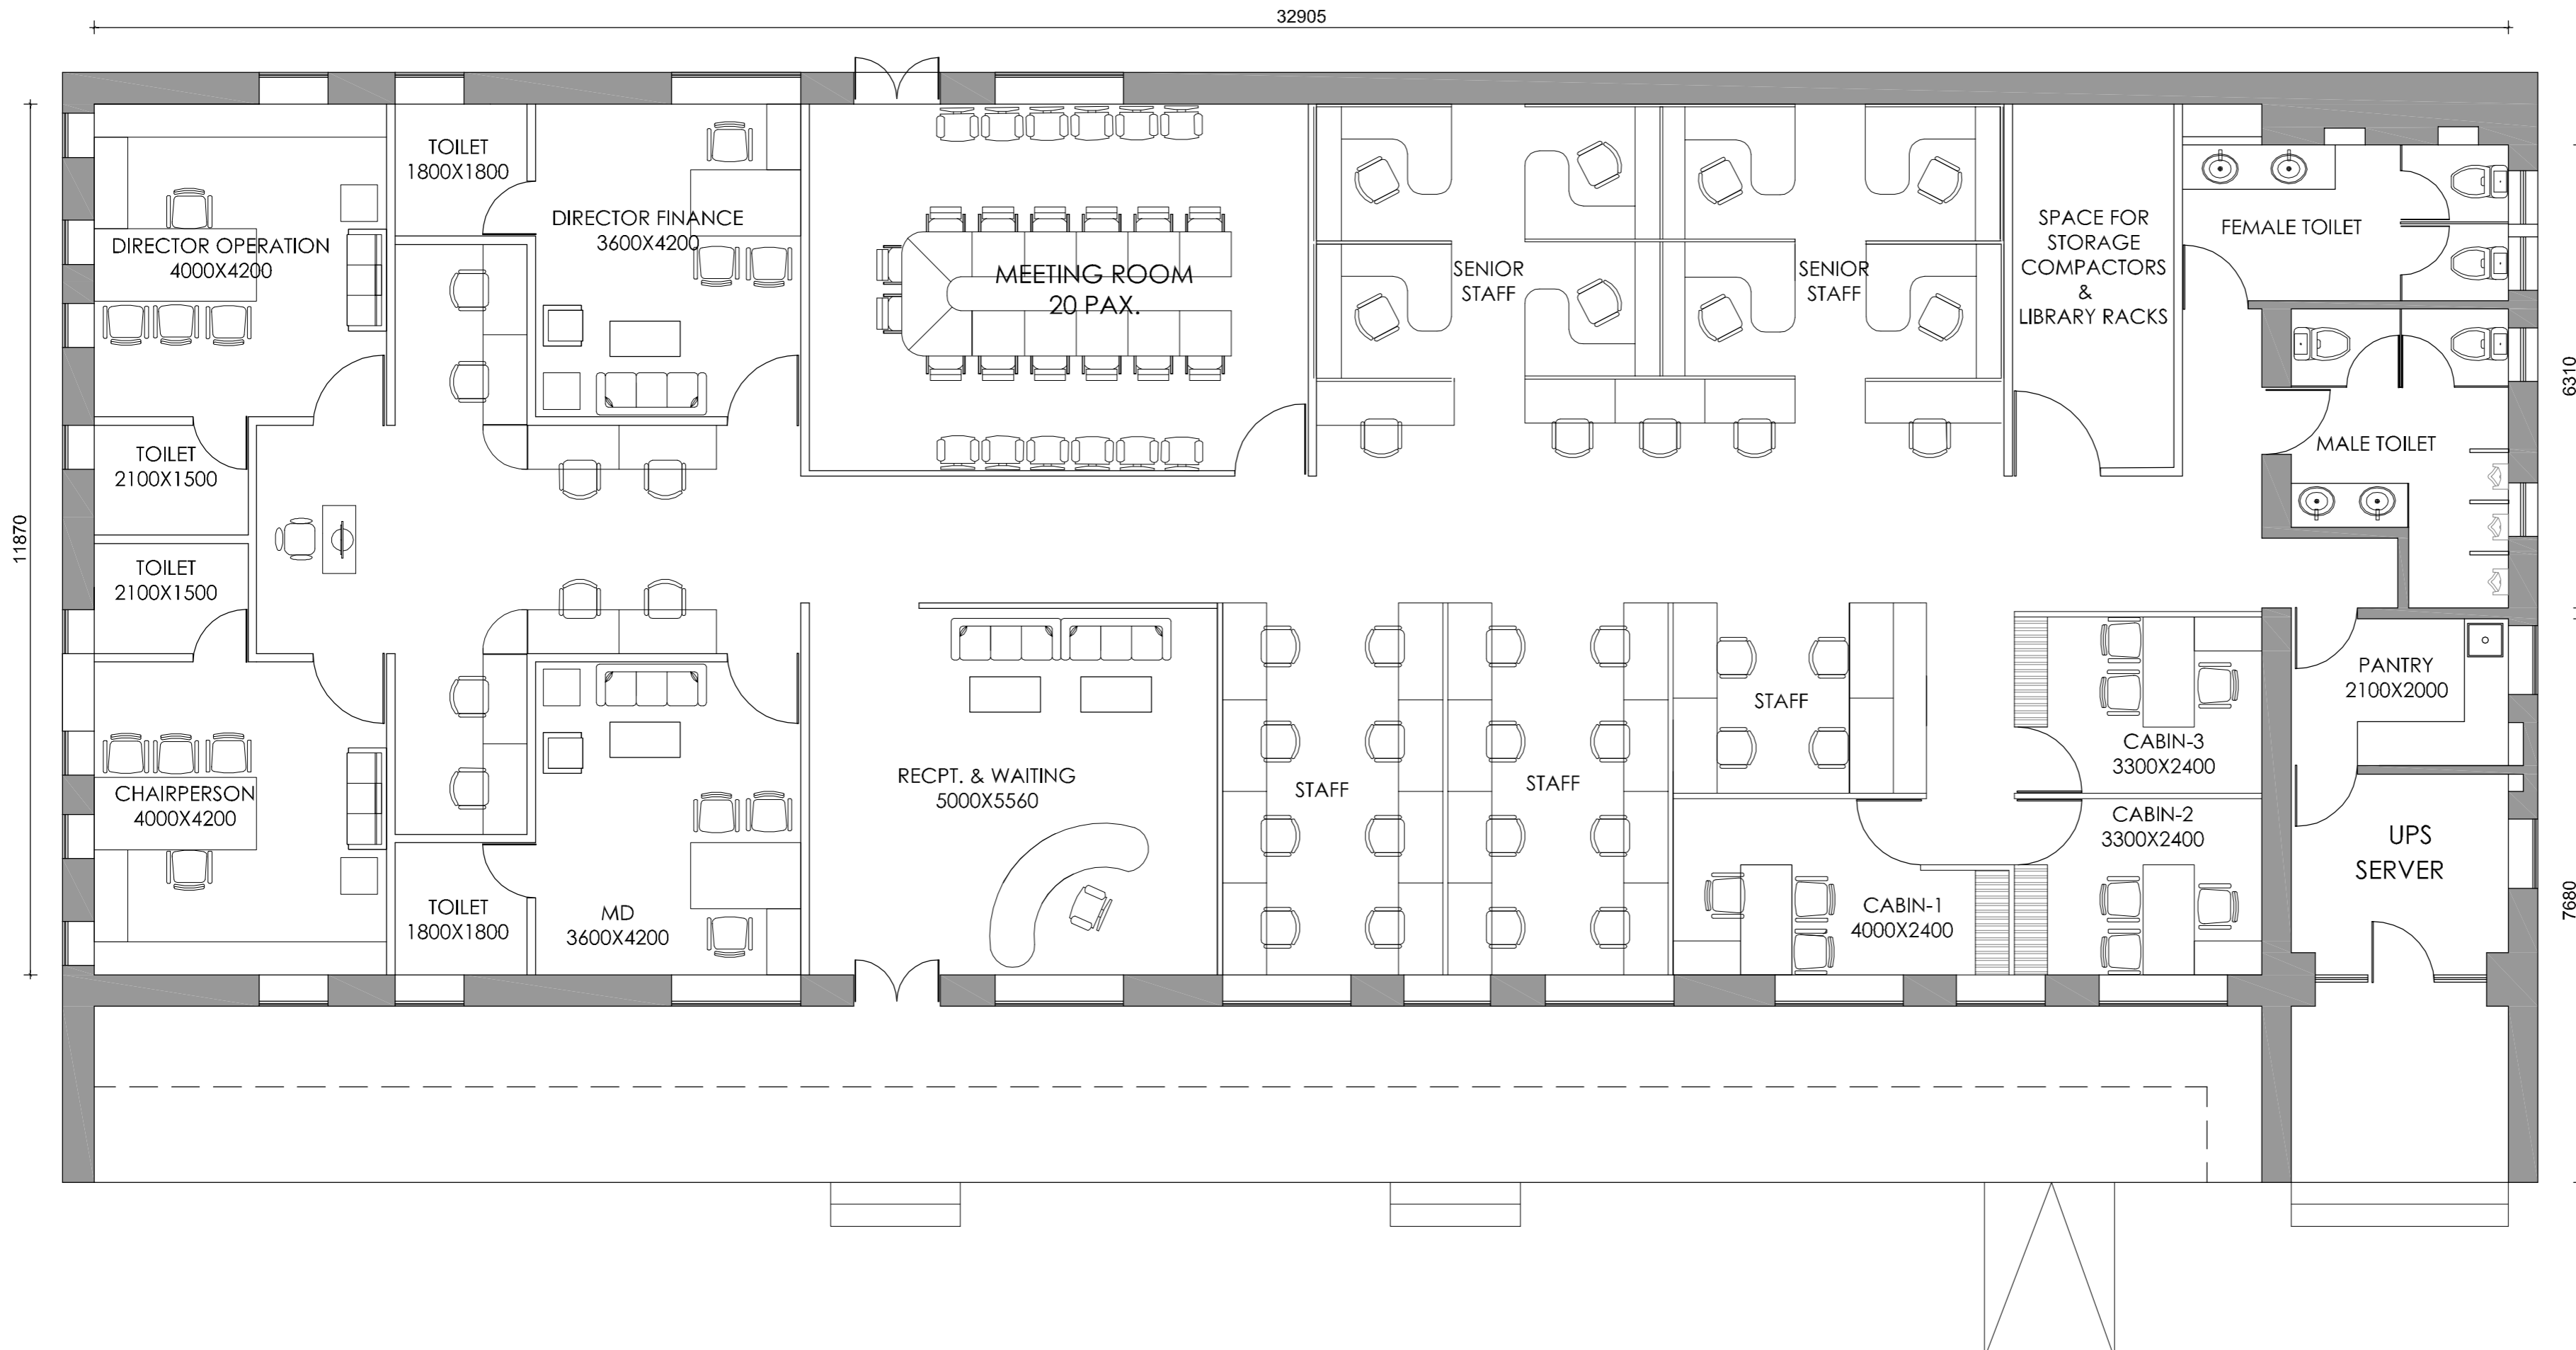 32905
TOILET
1800X1800
DIRECTOR FINANCE
3600X4200
DIRECTOR OPERATION
4000X4200
MEETING ROOM
20 PAX.
SENIOR
STAFF
SENIOR
STAFF
SPACE FOR
STORAGE
COMPACTORS
&
LIBRARY RACKS
FEMALE TOILET
6310
MALE TOILET
TOILET
2100X1500
11870
TOILET
2100X1500
PANTRY
2100X2000
STAFF
CABIN-3
3300X2400
RECPT. & WAITING
5000X5560
STAFF
STAFF
CHAIRPERSON
4000X4200
CABIN-2
3300X2400
UPS
SERVER
TOILET
1800X1800
MD
3600X4200
CABIN-1
4000X2400
7680